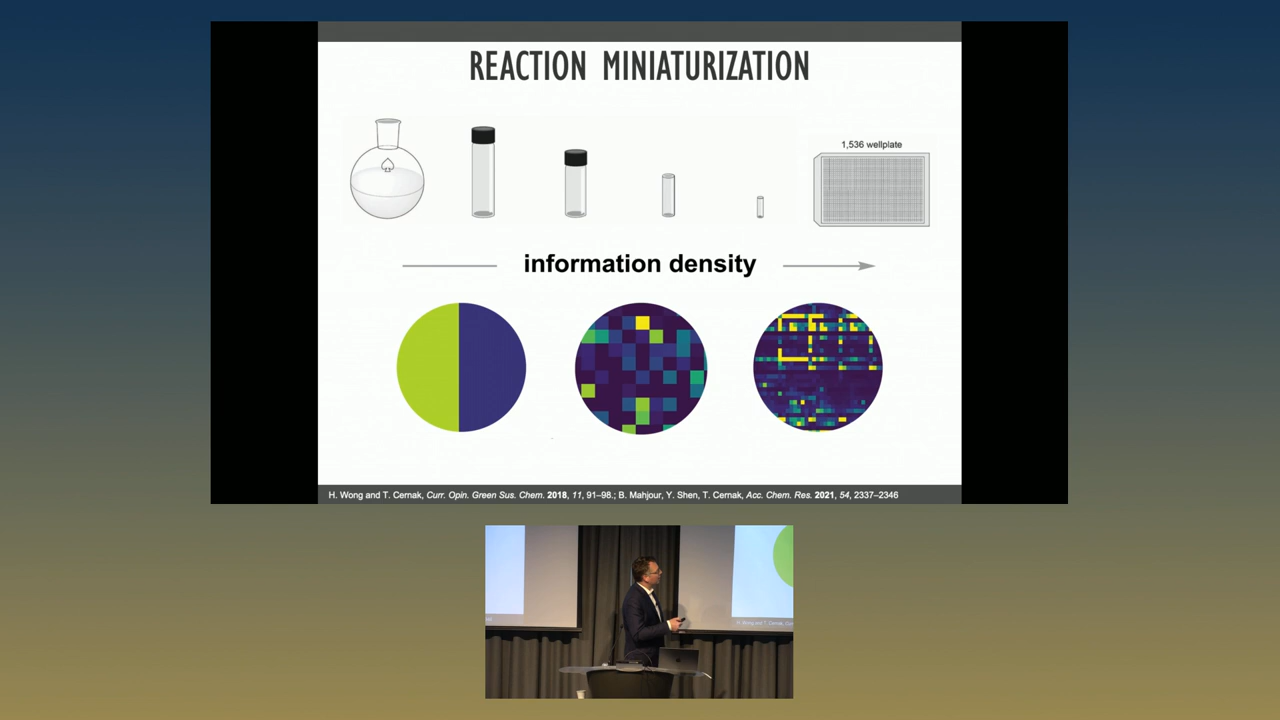 REACTION MINIATURIZATION
1,536 wellplate
information density
H. Wong and T. Cernak, Curr. Opin. Green Sus. Chem. 2018, 11, 91–98.; B. Mahjour, Y. Shen, T. Cernak, Acc. Chem. Res. 2021, 54, 2337–2346